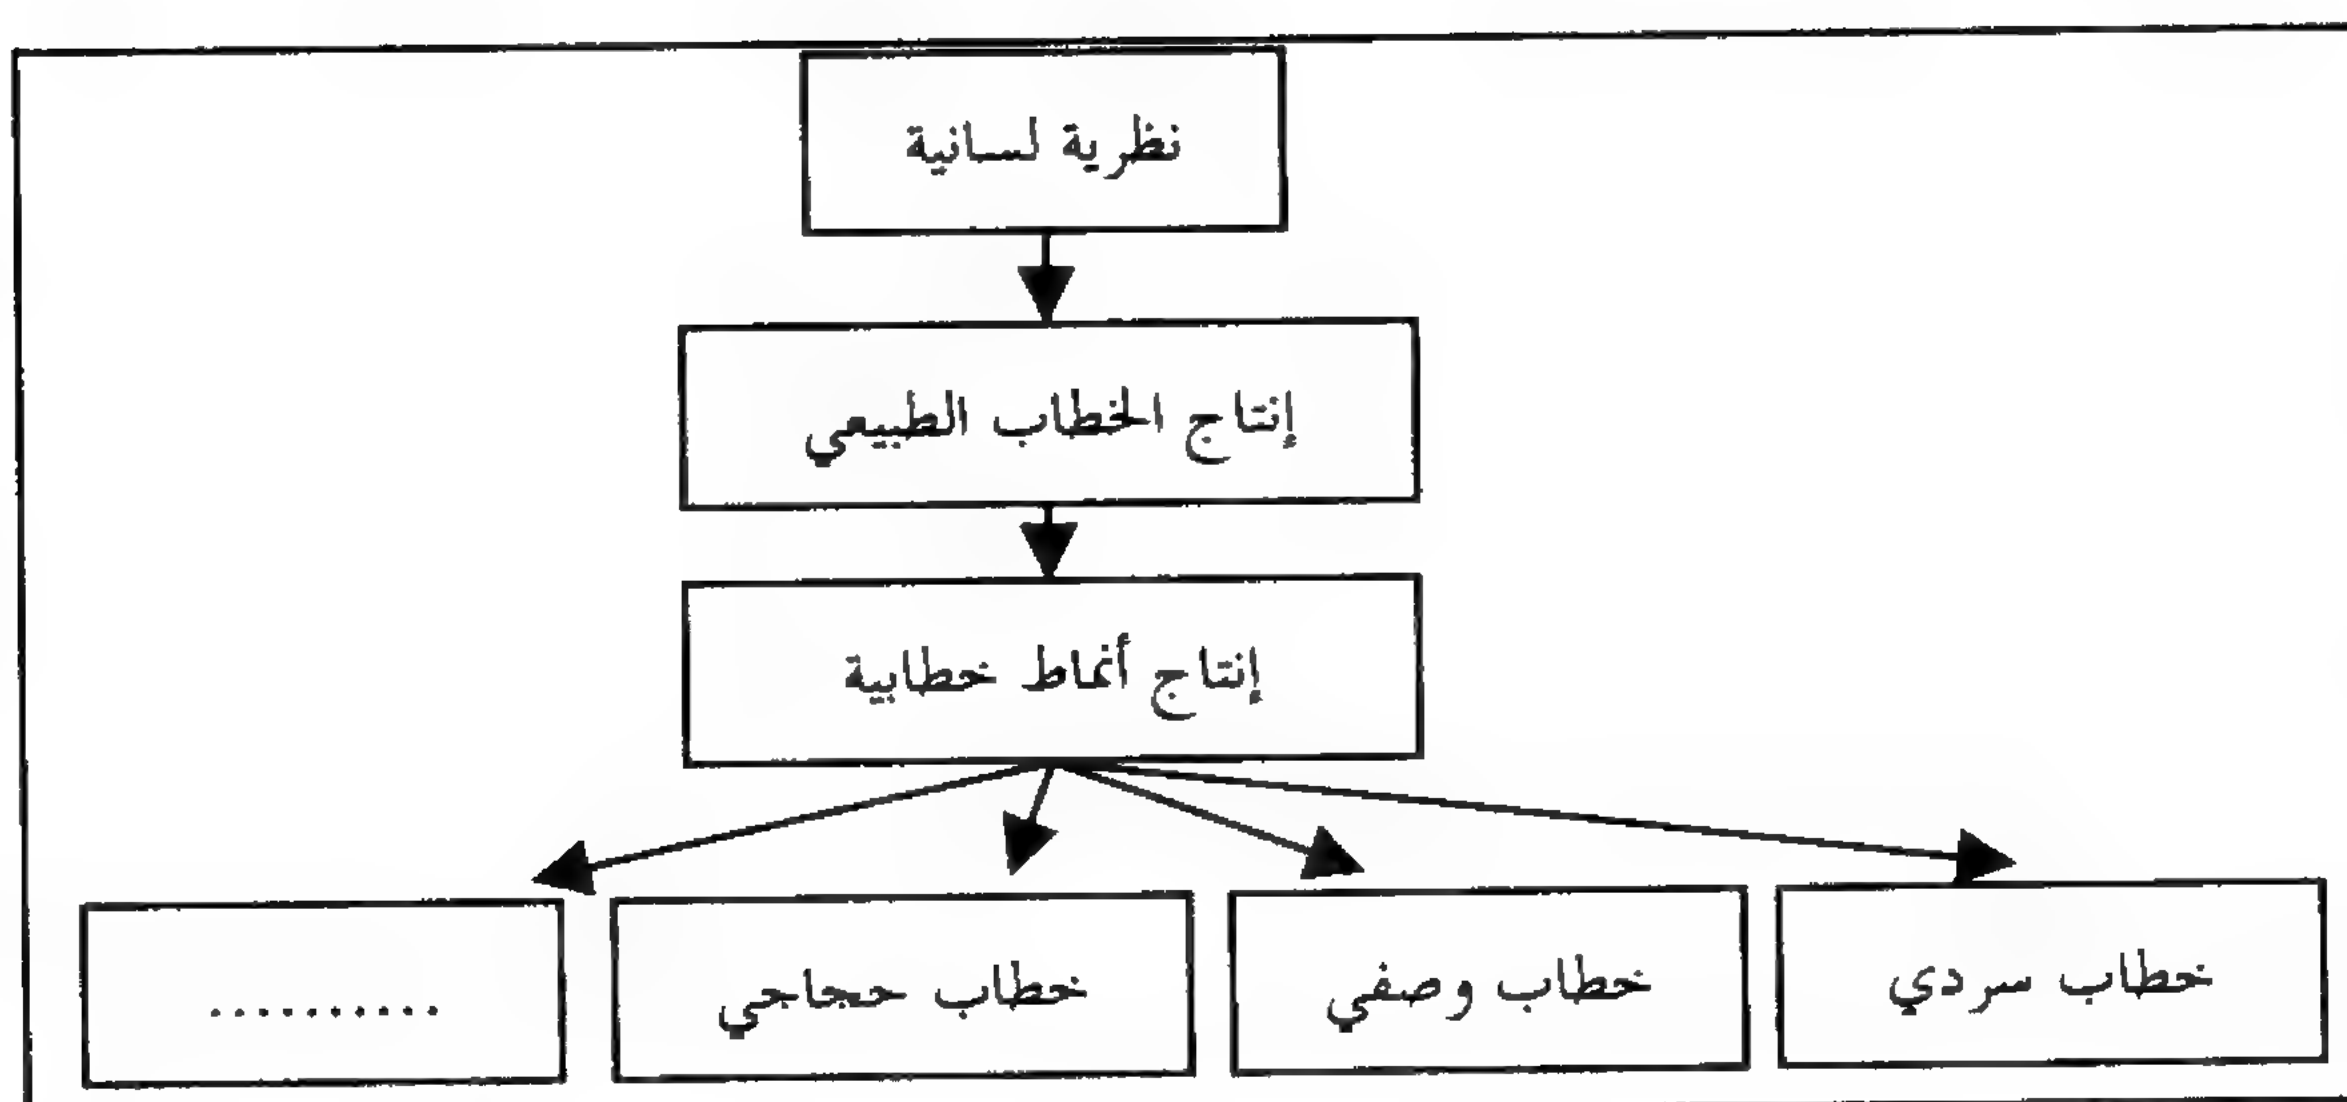 نظرية لسانية
إنتاج الخطاب الطبيعي
إنتاج أنماط خطابية
خطاب سردي
خطاب وصفي
خطاب حجاجي
..........